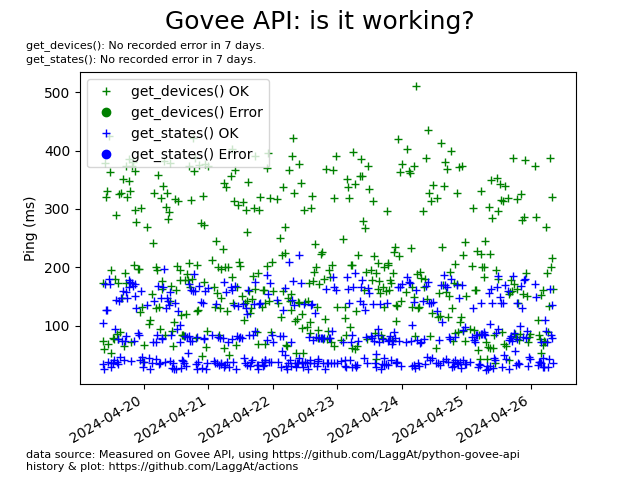 Govee API: is it working?
get_devices(): No recorded error in 7 days.
get_states(): No recorded error in 7 days.
get_devices() OK
get_devices() Error
get_states() OK
get_states() Error
Ping (ms)
500
400
300
200
100
2024-04-20
2024-04-21
2024-04-22
2024-04-23
2024-04-24
2024-04-25
2024-04-26
data source: Measured on Govee API, using https://github.com/LaggAt/python-govee-api
history & plot: https://github.com/LaggAt/actions